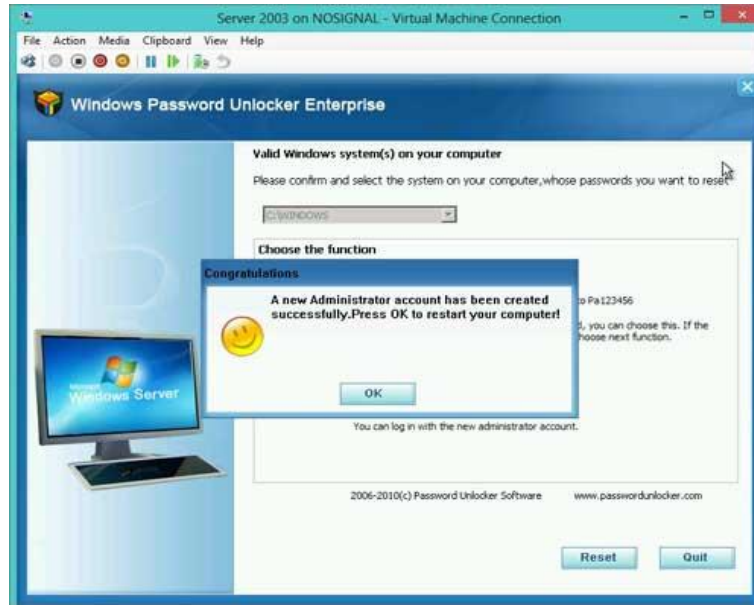 Server 2003 on NOSIGNAL - Virtual Machine Connection
File Action Media Clipboard View Help
Windows Password Unlocker Enterprise
Valid Windows system(s) on your computer
Please confirm and select the system on your computer,whose passwords you want to reset
C:\WINDOWS
Choose the function
Congratulations
A new Administrator account has been created
successfully.Press OK to restart your computer!
to Pa123456
d, you can choose this. If the
hoose next function.
OK
Microsoft
Windows Server
You can log in with the new administrator account.
2006-2010(c) Password Unlocker Software www.passwordunlocker.com
Reset Quit